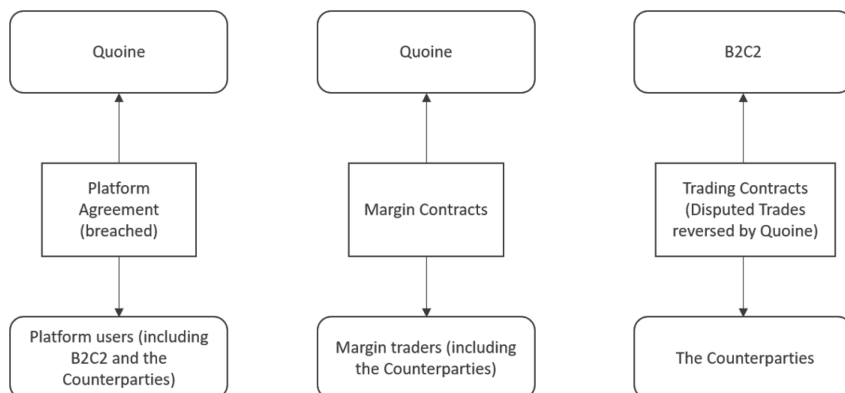 Quoine
Quoine
B2C2
Platform
Agreement
(breached)
Margin Contracts
Trading Contracts
(Disputed Trades
reversed by Quoine)
Platform users (including
B2C2 and the
Counterparties)
Margin traders (including
the Counterparties)
The Counterparties